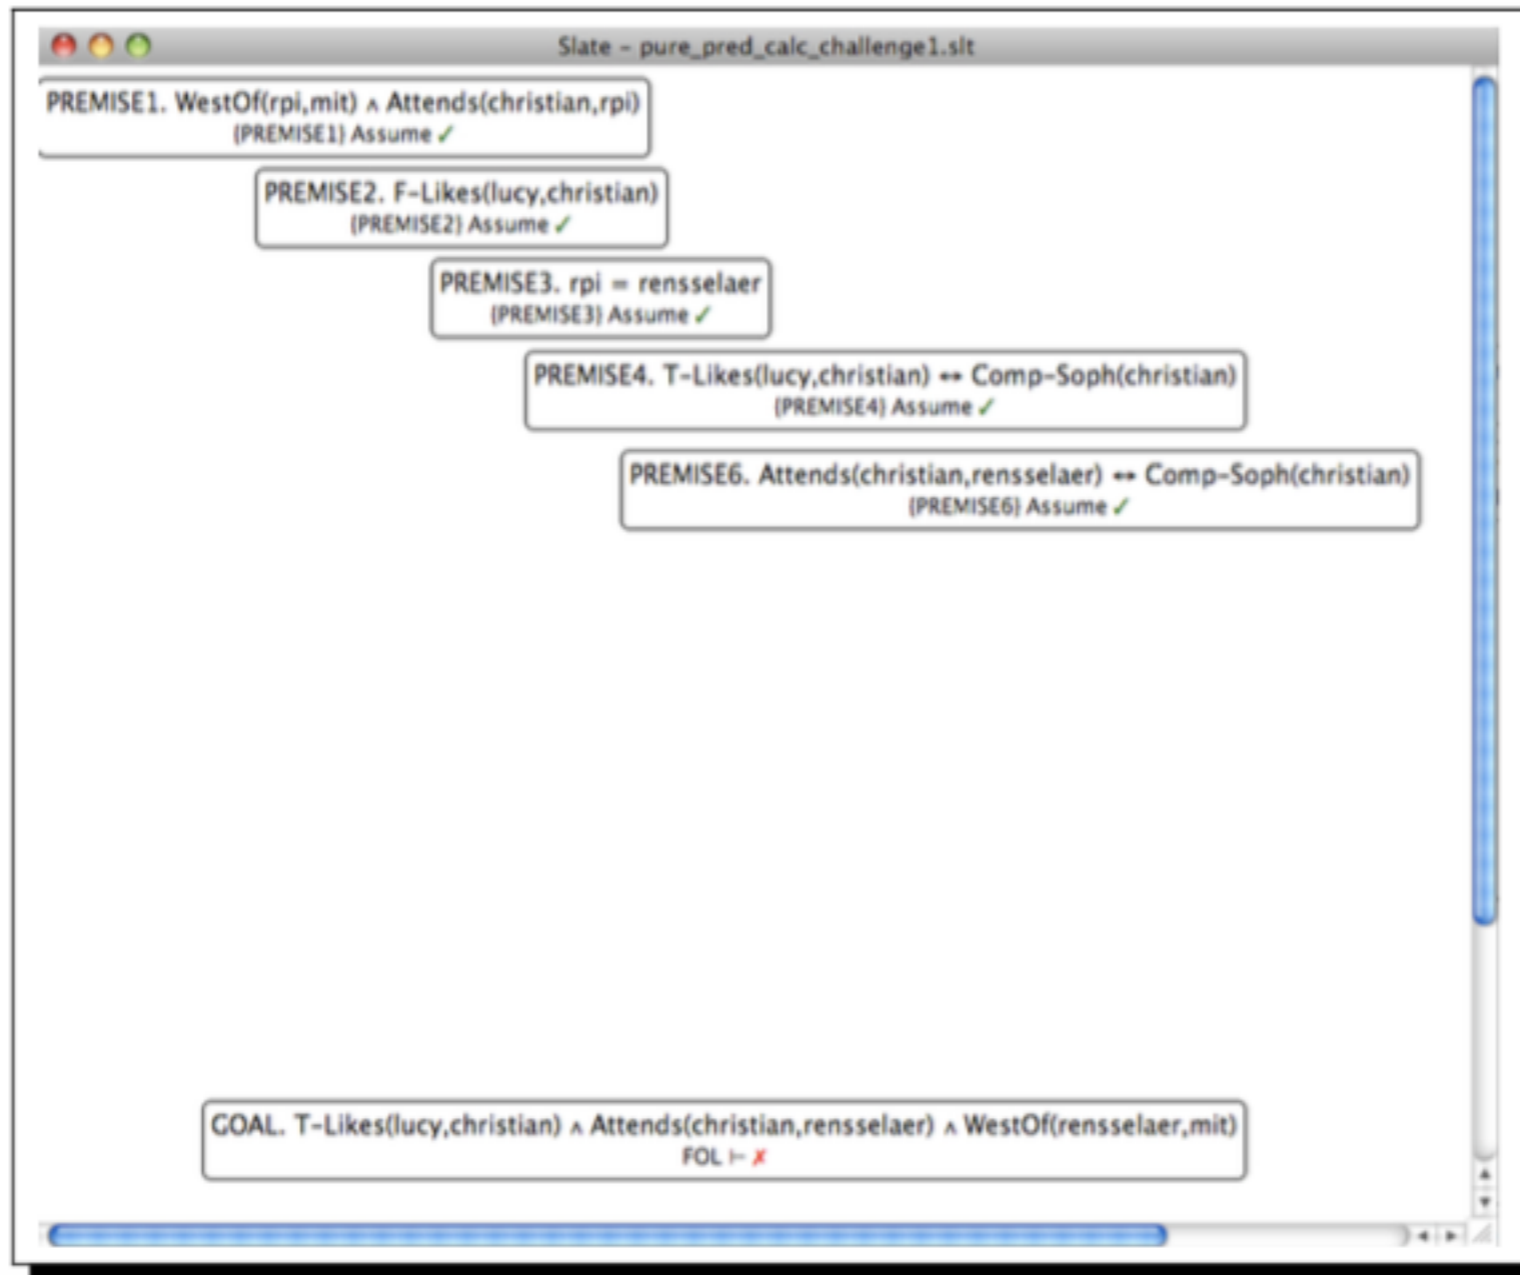 Slate - pure_pred_calc_challenge1.slt
PREMISE1. WestOf(rpi,mit) ∧ Attends(christian,rpi)
{PREMISE1} Assume ✓
PREMISE2. F-Likes(lucy,christian)
{PREMISE2} Assume ✓
PREMISE3. rpi = rensselaer
{PREMISE3} Assume ✓
PREMISE4. T-Likes(lucy,christian) ↔ Comp-Soph(christian)
{PREMISE4} Assume ✓
PREMISE6. Attends(christian,rensselaer) ↔ Comp-Soph(christian)
{PREMISE6} Assume ✓
GOAL. T-Likes(lucy,christian) ∧ Attends(christian,rensselaer) ∧ WestOf(rensselaer,mit)
FOL ⊢ ✗